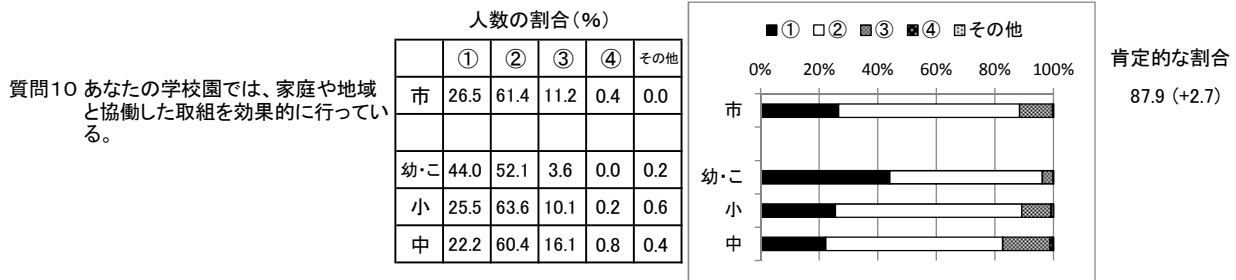 質問10 あなたの学校園では、家庭や地域
と協働した取組を効果的に行ってい
る。
人数の割合(%)
① ② ③ ④ その他
市 26.5 61.4 11.2 0.4 0.0
幼・こ 44.0 52.1 3.6 0.0 0.2
小 25.5 63.6 10.1 0.2 0.6
中 22.2 60.4 16.1 0.8 0.4
■① □② ③ ④ その他
0% 20% 40% 60% 80% 100%
市
幼・こ
小
中
肯定的な割合
87.9 (+2.7)